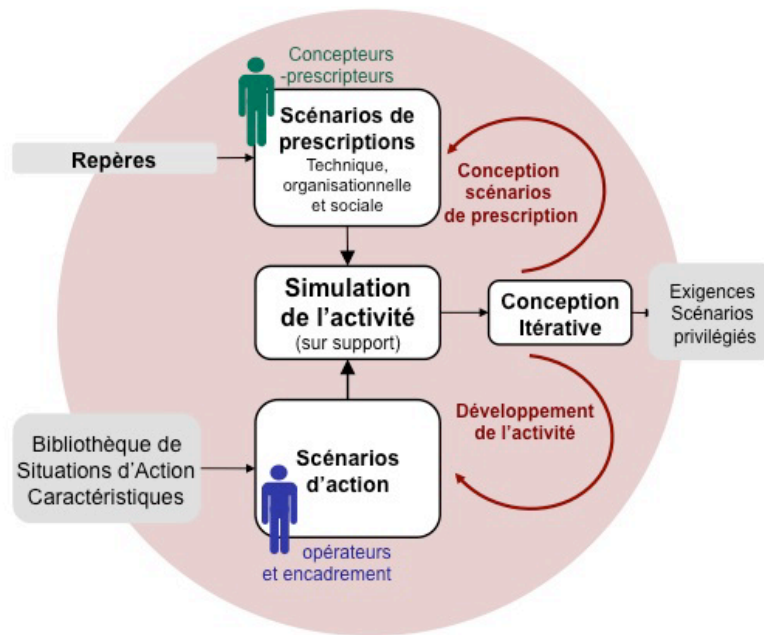 Concepteurs
-prescripteurs
Scénarios de
prescriptions
Technique,
organisationnelle
et sociale
Repères
Conception
scénarios
de prescription
Simulation
de l’activité
(sur support)
Conception
Itérative
Exigences
Scénarios
privilégiés
Développement
de l’activité
Bibliothèque de
Situations d’Action
Caractéristiques
Scénarios
d’action
opérateurs
et encadrement